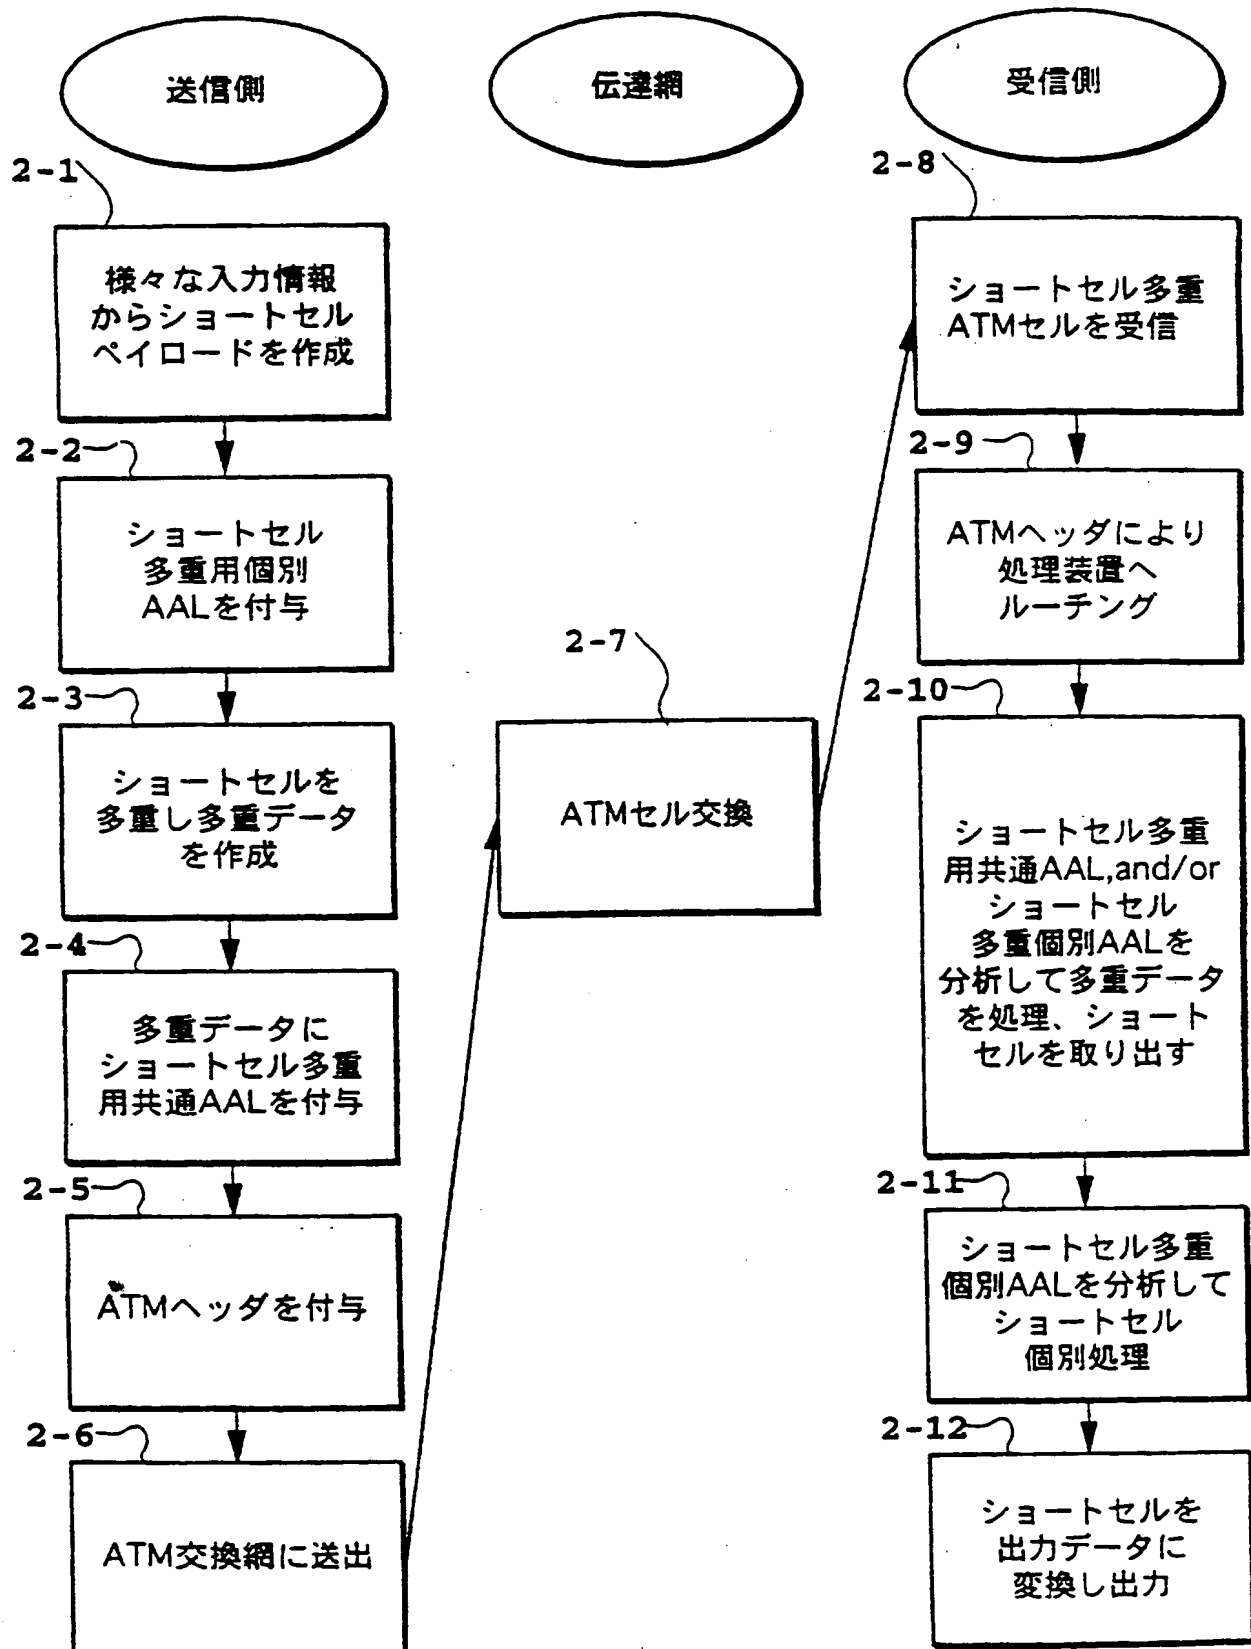 送信側
伝達網
受信側
2-1
様々な入力情報
からショートセル
ペイロードを作成
2-2
ショートセル
多重用個別
AALを付与
2-3
ショートセルを
多重し多重データ
を作成
2-4
多重データに
ショートセル多重
用共通AALを付与
2-5
ATMヘッダを付与
2-6
ATM交換網に送出
2-7
ATMセル交換
2-8
ショートセル多重
ATMセルを受信
2-9
ATMヘッダにより
処理装置へ
ルーチング
2-10
ショートセル多重
用共通AAL,and/or
ショートセル
多重個別AALを
分析して多重データ
を処理、ショート
セルを取り出す
2-11
ショートセル多重
個別AALを分析して
ショートセル
個別処理
2-12
ショートセルを
出力データに
変換し出力